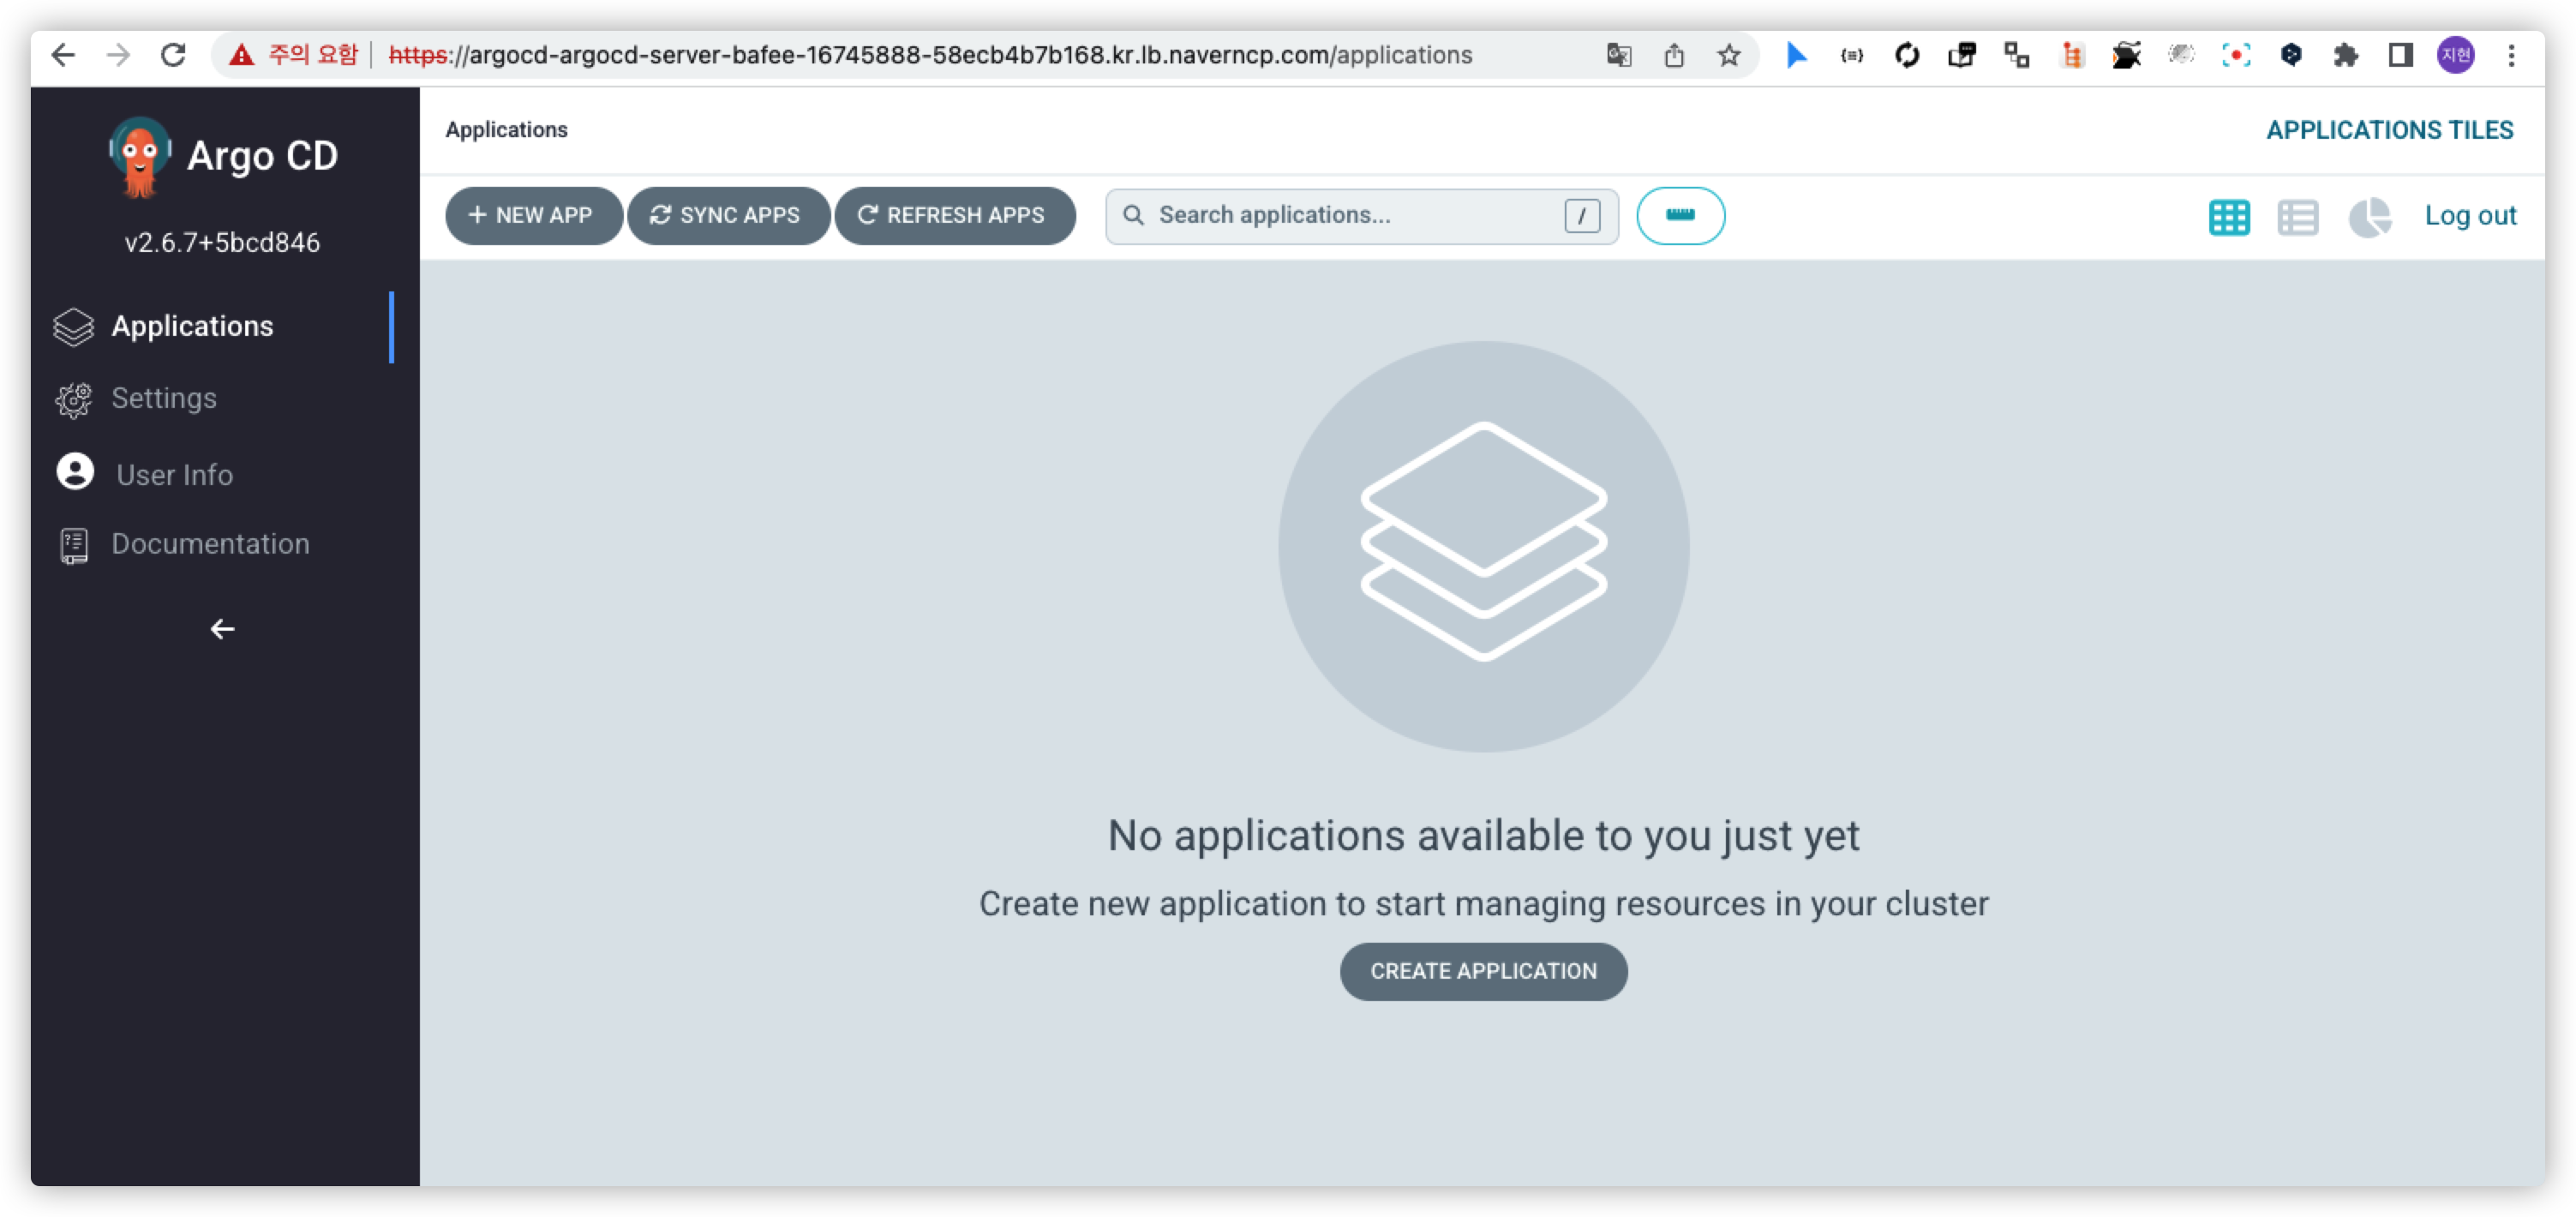 주의 요함 https://argocd-argocd-server-bafee-16745888-58ecb4b7b168.kr.lb.naverncp.com/applications
지현
Argo CD
v2.6.7+5bcd846
Applications
Settings
User Info
Documentation
Applications
APPLICATIONS TILES
+ NEW APP
SYNC APPS
REFRESH APPS
Search applications...
/
Log out
No applications available to you just yet
Create new application to start managing resources in your cluster
CREATE APPLICATION